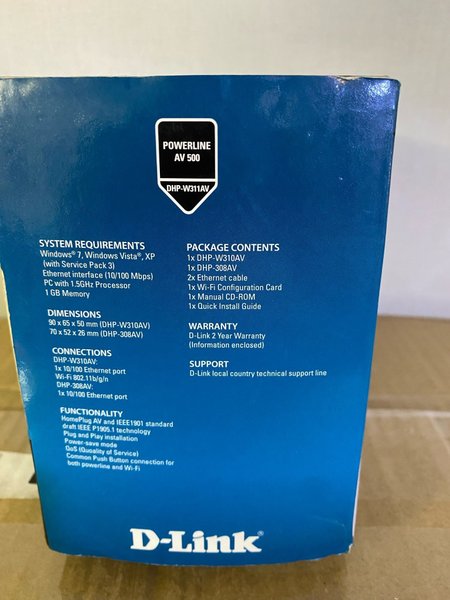 POWERLINE
AV 500
DHP-W311AV
SYSTEM REQUIREMENTS
Windows® 7, Windows Vista®, XP
(with Service Pack 3)
Ethernet interface (10/100 Mbps)
PC with 1.5GHz Processor
1 GB Memory
DIMENSIONS
90 x 65 x 50 mm (DHP-W310AV)
70 x 52 x 26 mm (DHP-308AV)
CONNECTIONS
DHP-W310AV:
1x 10/100 Ethernet port
Wi-Fi 802.11b/g/n
DHP-308AV:
1x 10/100 Ethernet port
FUNCTIONALITY
HomePlug AV and IEEE1901 standard
draft IEEE P1905.1 technology
Plug and Play installation
Power-save mode
QoS (Quality of Service)
Common Push Button connection for
both powerline and Wi-Fi
PACKAGE CONTENTS
1x DHP-W310AV
1x DHP-308AV
2x Ethernet cable
1x Wi-Fi Configuration Card
1x Manual CD-ROM
1x Quick Install Guide
WARRANTY
D-Link 2 Year Warranty
(Information enclosed)
SUPPORT
D-Link local country technical support line
D-Link®